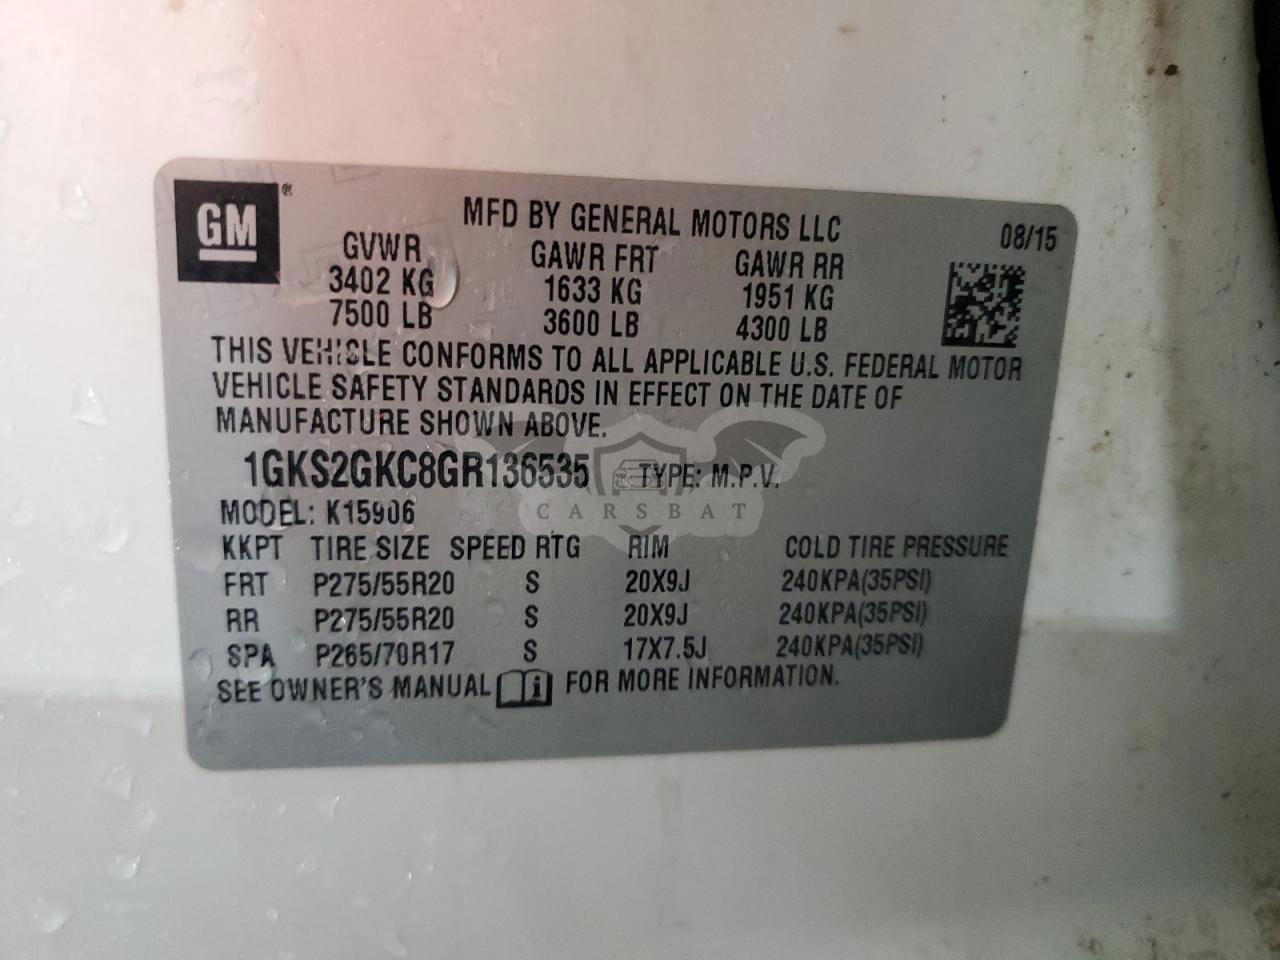 GM®
MFD BY GENERAL MOTORS LLC 08/15
GVWR GAWR FRT GAWR RR
3402 KG 1633 KG 1951 KG
7500 LB 3600 LB 4300 LB
THIS VEHICLE CONFORMS TO ALL APPLICABLE U.S. FEDERAL MOTOR
VEHICLE SAFETY STANDARDS IN EFFECT ON THE DATE OF
MANUFACTURE SHOWN ABOVE.
1GKS2GKC8GR136535 TYPE: M.P.V.
CARSBAT
MODEL: K15906
KKPT TIRE SIZE SPEED RTG RIM COLD TIRE PRESSURE
FRT P275/55R20 S 20X9J 240KPA(35PSI)
RR P275/55R20 S 20X9J 240KPA(35PSI)
SPA P265/70R17 S 17X7.5J 240KPA(35PSI)
SEE OWNER'S MANUAL i FOR MORE INFORMATION.